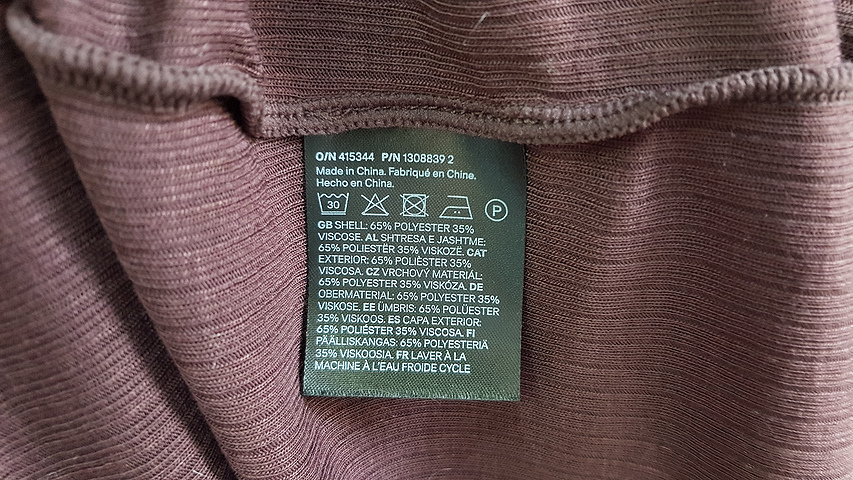 O/N 415344 P/N 1308839 2
Made in China. Fabriqué en Chine.
Hecho en China.
30 P
GB SHELL: 65% POLYESTER 35%
VISCOSE. AL SHTRESA E JASHTME:
65% POLIESTËR 35% VISKOZË. CAT
EXTERIOR: 65% POLIÈSTER 35%
VISCOSA. CZ VRCHOVÝ MATERIÁL:
65% POLYESTER 35% VISKÓZA. DE
OBERMATERIAL: 65% POLYESTER 35%
VISKOSE. EE ÜMBRIS: 65% POLÜESTER
35% VISKOOS. ES CAPA EXTERIOR:
65% POLIÉSTER 35% VISCOSA. FI
PÄÄLLISKANGAS: 65% POLYESTERIÄ
35% VISKOOSIA. FR LAVER À LA
MACHINE À L'EAU FROIDE CYCLE